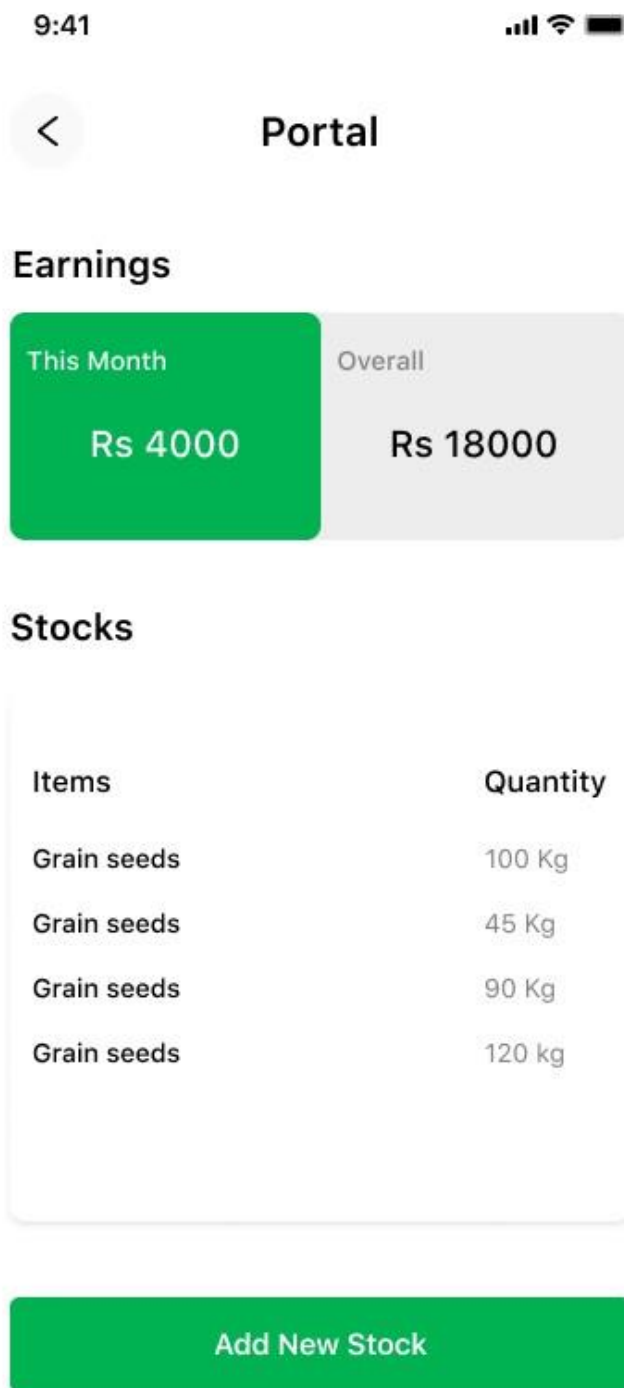 9:41
Portal
Earnings
This Month Overall
Rs 4000 Rs 18000
Stocks
Items Quantity
Grain seeds 100 Kg
Grain seeds 45 Kg
Grain seeds 90 Kg
Grain seeds 120 kg
Add New Stock